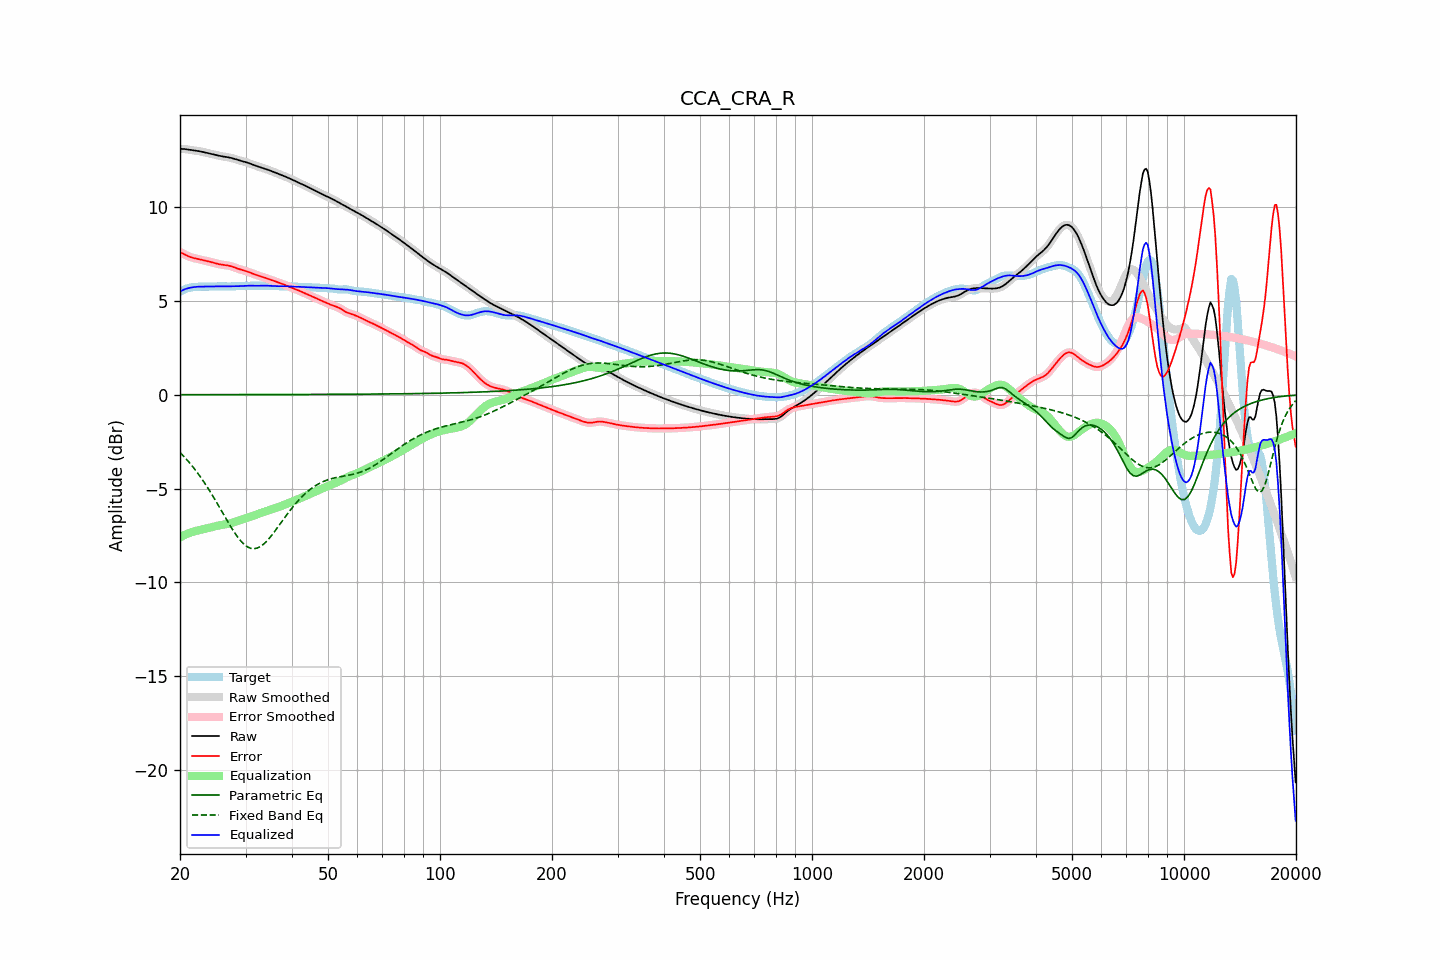 CCA_CRA_R
Amplitude (dBr)
10
5
0
−5
−10
−15
−20
Target
Raw Smoothed
Error Smoothed
Raw
Error
Equalization
Parametric Eq
Fixed Band Eq
Equalized
20 50 100 200 500 1000 2000 5000 10000 20000
Frequency (Hz)